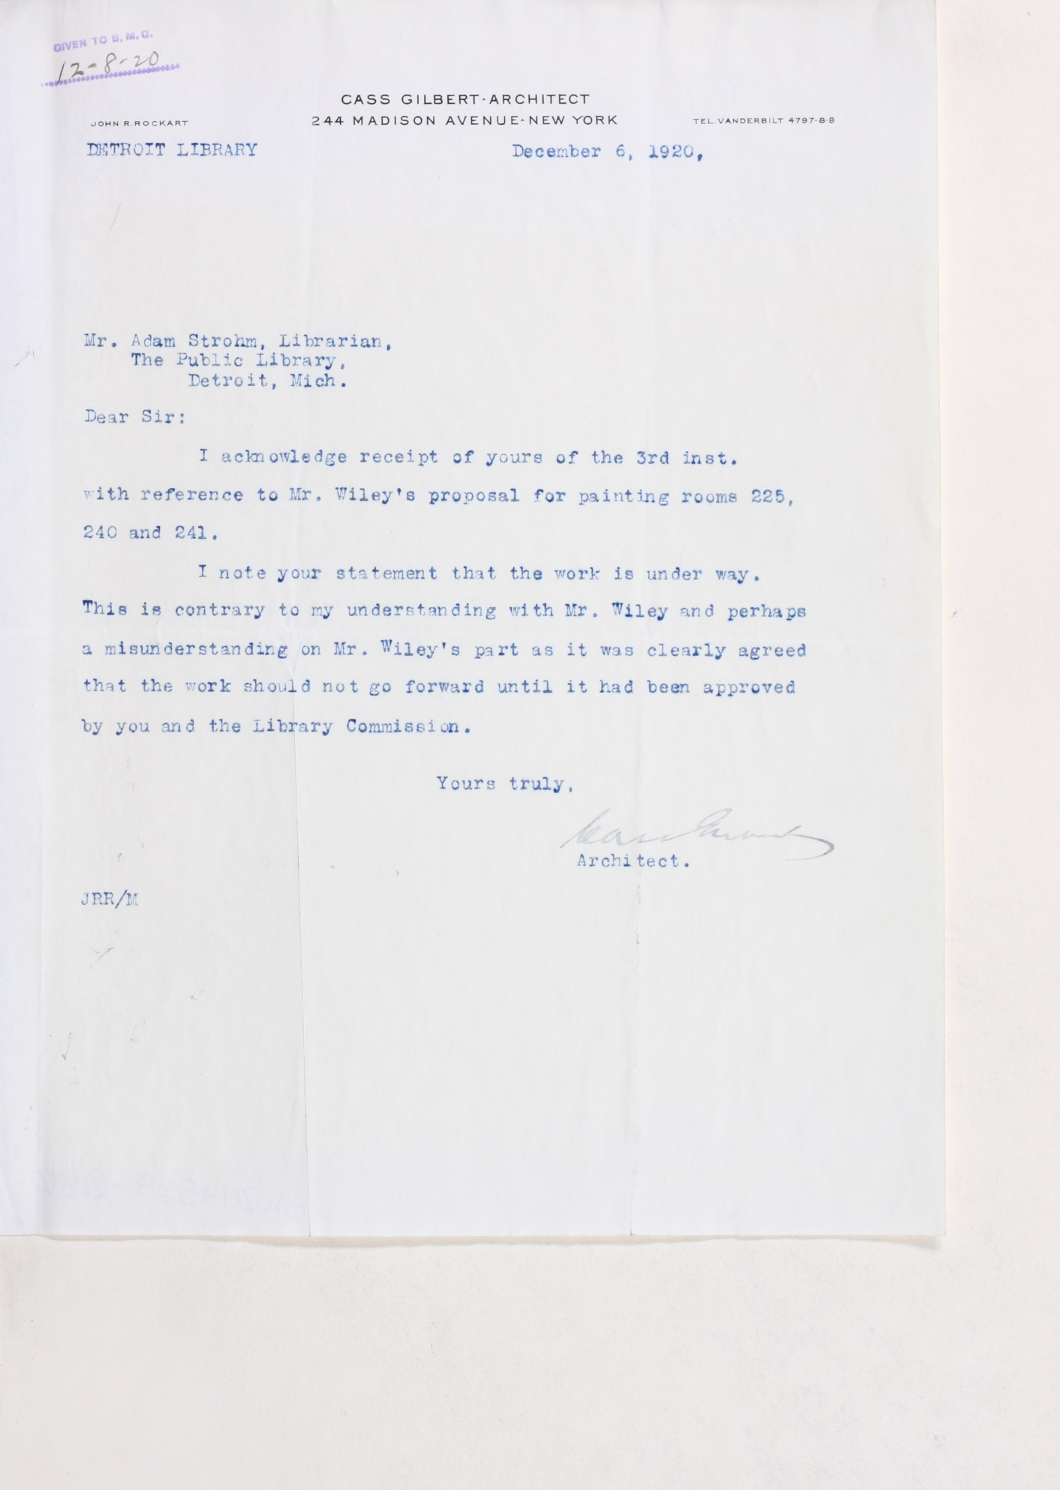 GIVEN TO B. M. C.
12-8-20
CASS GILBERT-ARCHITECT
JOHN R. ROCKART 244 MADISON AVENUE-NEW YORK TEL. VANDERBILT 4797-8-9
DETROIT LIBRARY December 6, 1920,
Mr. Adam Strohm, Librarian,
The Public Library,
Detroit, Mich.
Dear Sir:
I acknowledge receipt of yours of the 3rd inst.
with reference to Mr. Wiley's proposal for painting rooms 225,
240 and 241.
I note your statement that the work is under way.
This is contrary to my understanding with Mr. Wiley and perhaps
a misunderstanding on Mr. Wiley's part as it was clearly agreed
that the work should not go forward until it had been approved
by you and the Library Commission.
Yours truly,
Cass Gilbert
Architect.
JRR/M